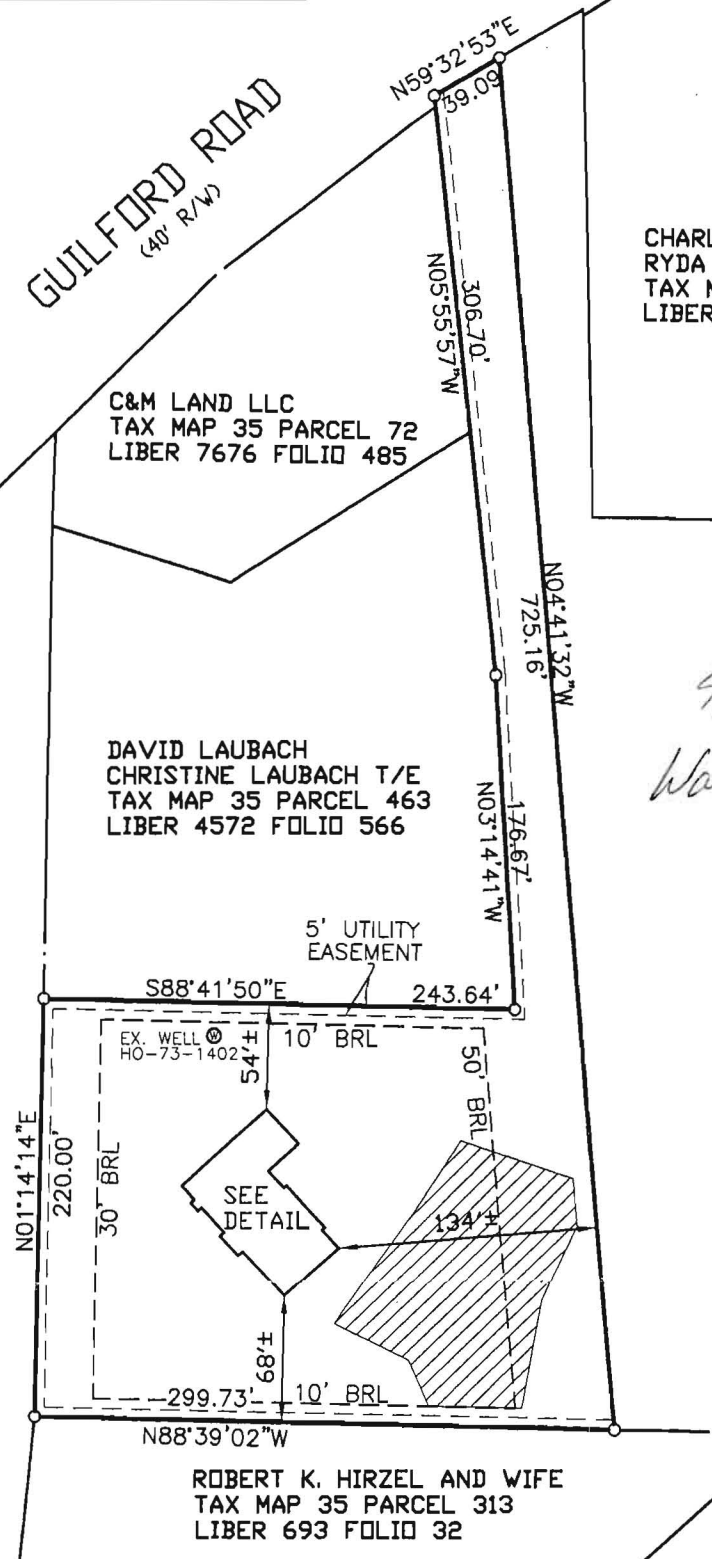 N59°32'53"E
39.09
GUILFORD ROAD
(40' R/W)
CHARL
RYDA
TAX M
LIBER
N05°55'57"W
306.70'
C&M LAND LLC
TAX MAP 35 PARCEL 72
LIBER 7676 FOLIO 485
N04°41'32"W
725.16'
DAVID LAUBACH
CHRISTINE LAUBACH T/E
TAX MAP 35 PARCEL 463
LIBER 4572 FOLIO 566
N03°14'41"W
176.67'
5' UTILITY
EASEMENT
S88°41'50"E
243.64'
EX. WELL W
HO-73-1402
54'±
10' BRL
50' BRL
N01°14'14"E
220.00'
30' BRL
SEE
DETAIL
134'±
68'±
299.73'
10' BRL
N88°39'02"W
ROBERT K. HIRZEL AND WIFE
TAX MAP 35 PARCEL 313
LIBER 693 FOLIO 32